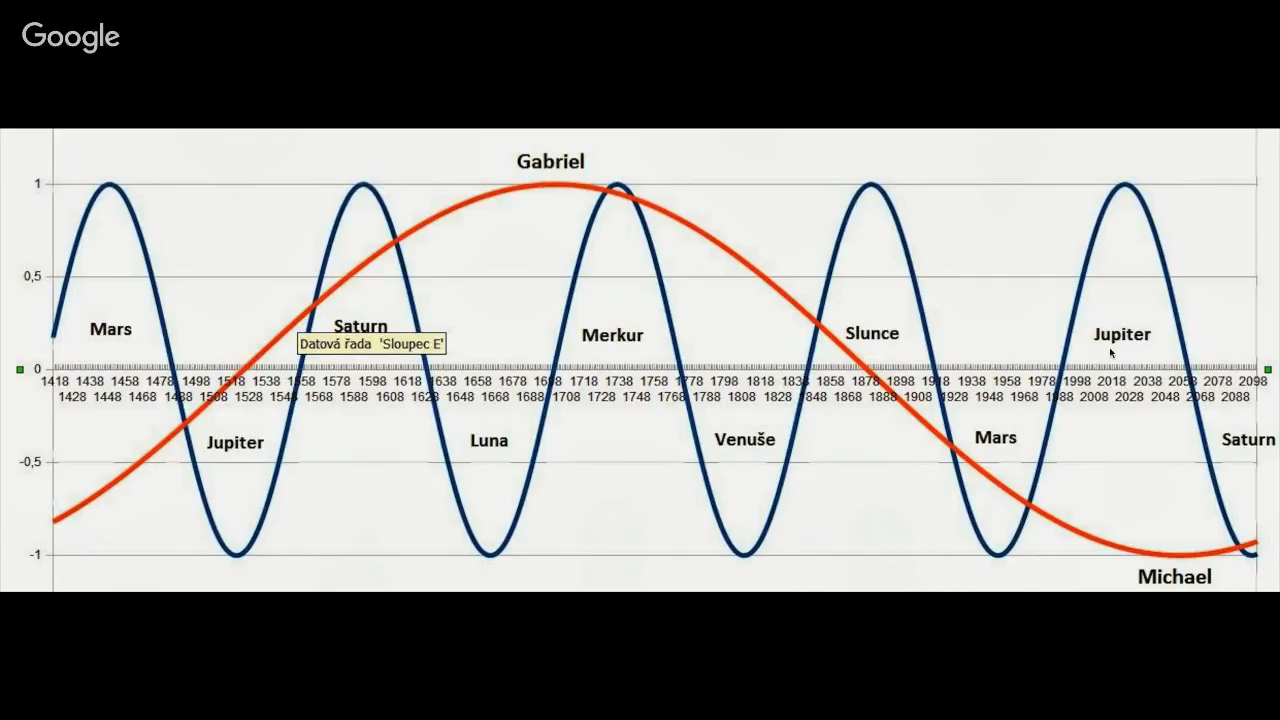 Google
Gabriel
1
0,5
Mars
Saturn
Merkur
Slunce
Jupiter
Datová řada 'Sloupec E'
0
1418 1438 1458 1478 1498 1518 1538 1558 1578 1598 1618 1638 1658 1678 1698 1718 1738 1758 1778 1798 1818 1838 1858 1878 1898 1918 1938 1958 1978 1998 2018 2038 2058 2078 2098
1428 1448 1468 1488 1508 1528 1548 1568 1588 1608 1628 1648 1668 1688 1708 1728 1748 1768 1788 1808 1828 1848 1868 1888 1908 1928 1948 1968 1988 2008 2028 2048 2068 2088
Jupiter
Luna
Venuše
Mars
Saturn
-0,5
-1
Michael